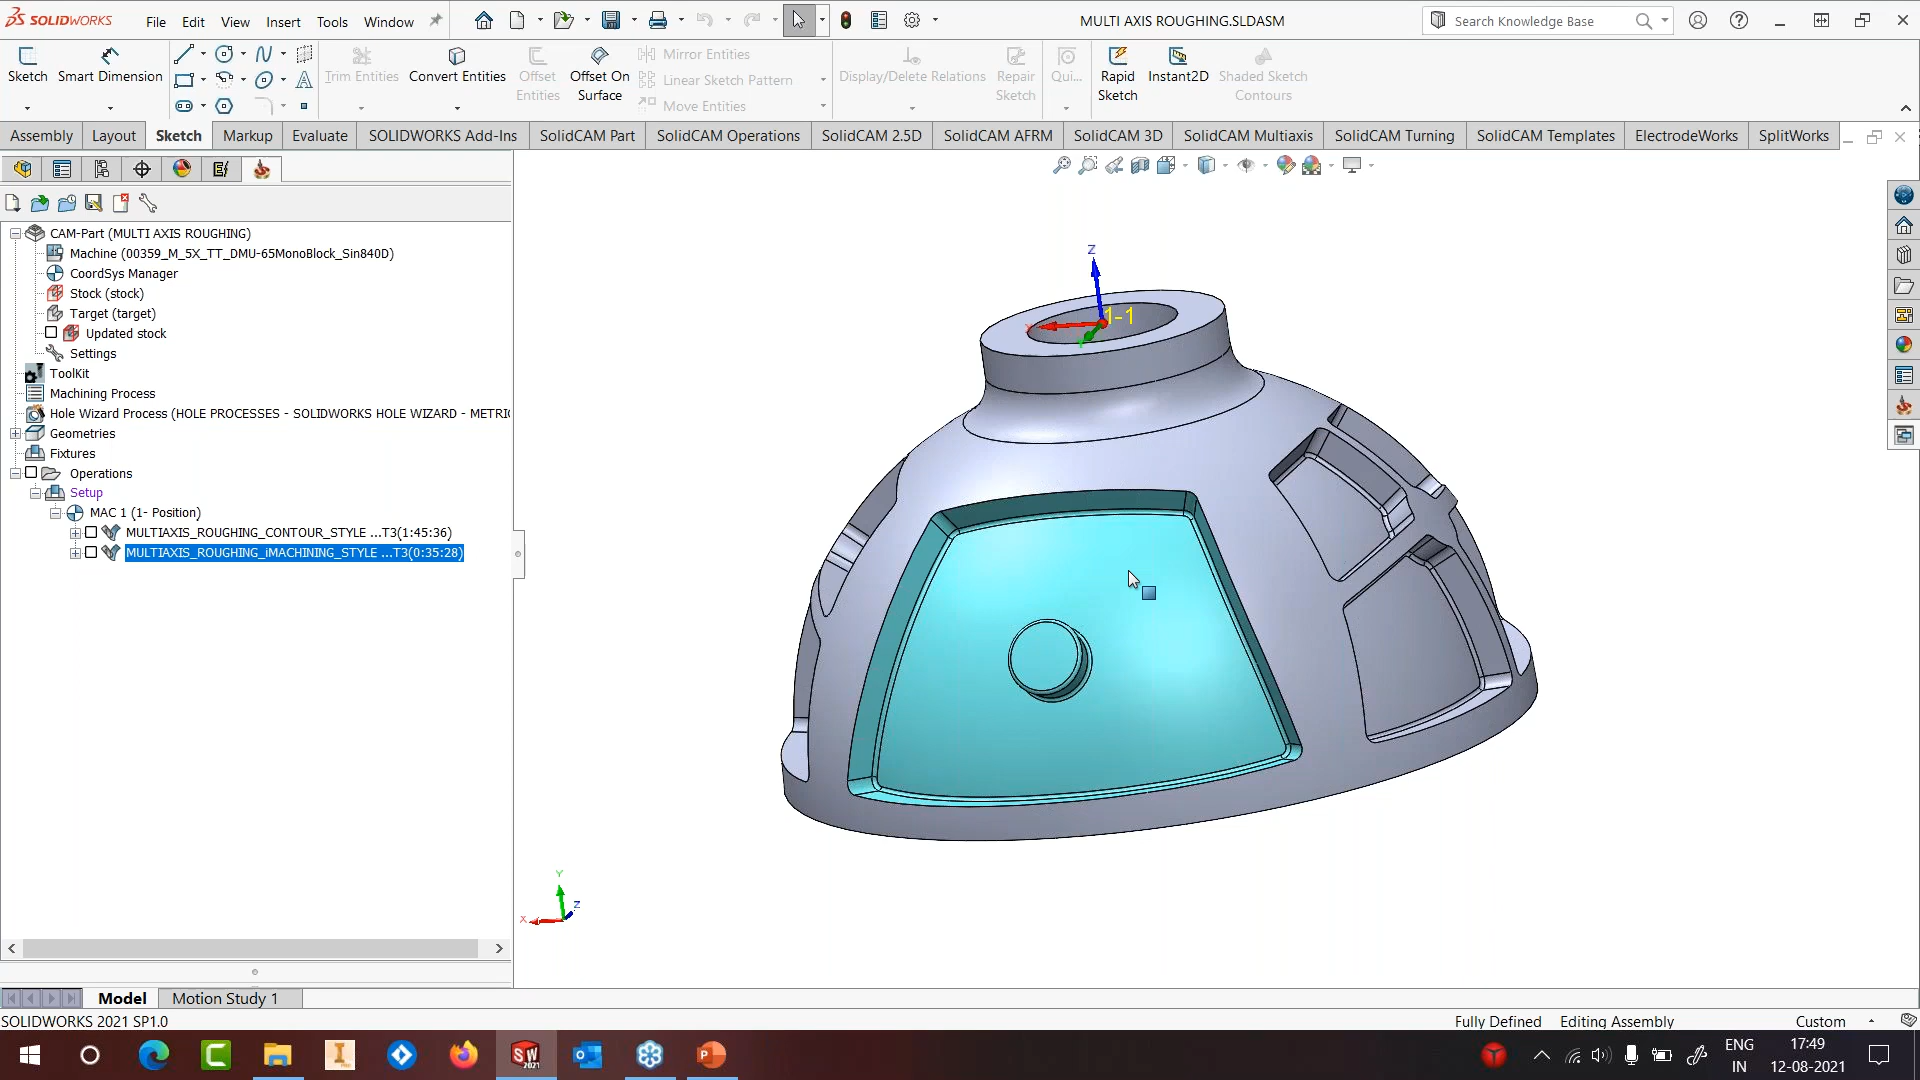 SOLIDWORKS File Edit View Insert Tools Window MULTI AXIS ROUGHING.SLDASM Search Knowledge Base
Sketch Smart Dimension Trim Entities Convert Entities Offset Entities Offset On Surface Mirror Entities Linear Sketch Pattern Move Entities Display/Delete Relations Repair Sketch Qui... Rapid Sketch Instant2D Shaded Sketch Contours
Assembly Layout Sketch Markup Evaluate SOLIDWORKS Add-Ins SolidCAM Part SolidCAM Operations SolidCAM 2.5D SolidCAM AFRM SolidCAM 3D SolidCAM Multiaxis SolidCAM Turning SolidCAM Templates ElectrodeWorks SplitWorks
CAM-Part (MULTI AXIS ROUGHING)
Machine (00359_M_5X_TT_DMU-65MonoBlock_Sin840D)
CoordSys Manager
Stock (stock)
Target (target)
Updated stock
Settings
ToolKit
Machining Process
Hole Wizard Process (HOLE PROCESSES - SOLIDWORKS HOLE WIZARD - METRIC
Geometries
Fixtures
Operations
Setup
MAC 1 (1- Position)
MULTIAXIS_ROUGHING_CONTOUR_STYLE ...T3(1:45:36)
MULTIAXIS_ROUGHING_iMACHINING_STYLE ...T3(0:35:28)
Z
1-1
X
Y
Y
Z
X
Model Motion Study 1
SOLIDWORKS 2021 SP1.0 Fully Defined Editing Assembly Custom
ENG 17:49
IN 12-08-2021